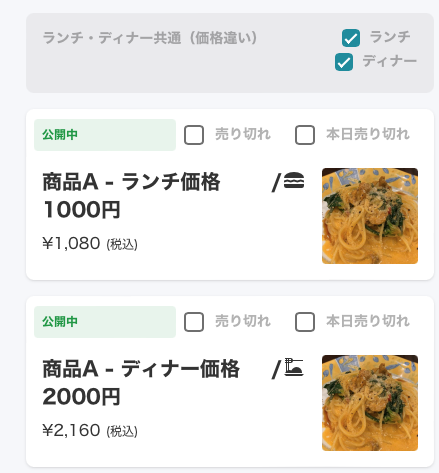 ランチ・ディナー共通（価格違い）
ランチ
ディナー
公開中 売り切れ 本日売り切れ
商品A - ランチ価格 /
1000円
¥1,080 (税込)
公開中 売り切れ 本日売り切れ
商品A - ディナー価格 /
2000円
¥2,160 (税込)